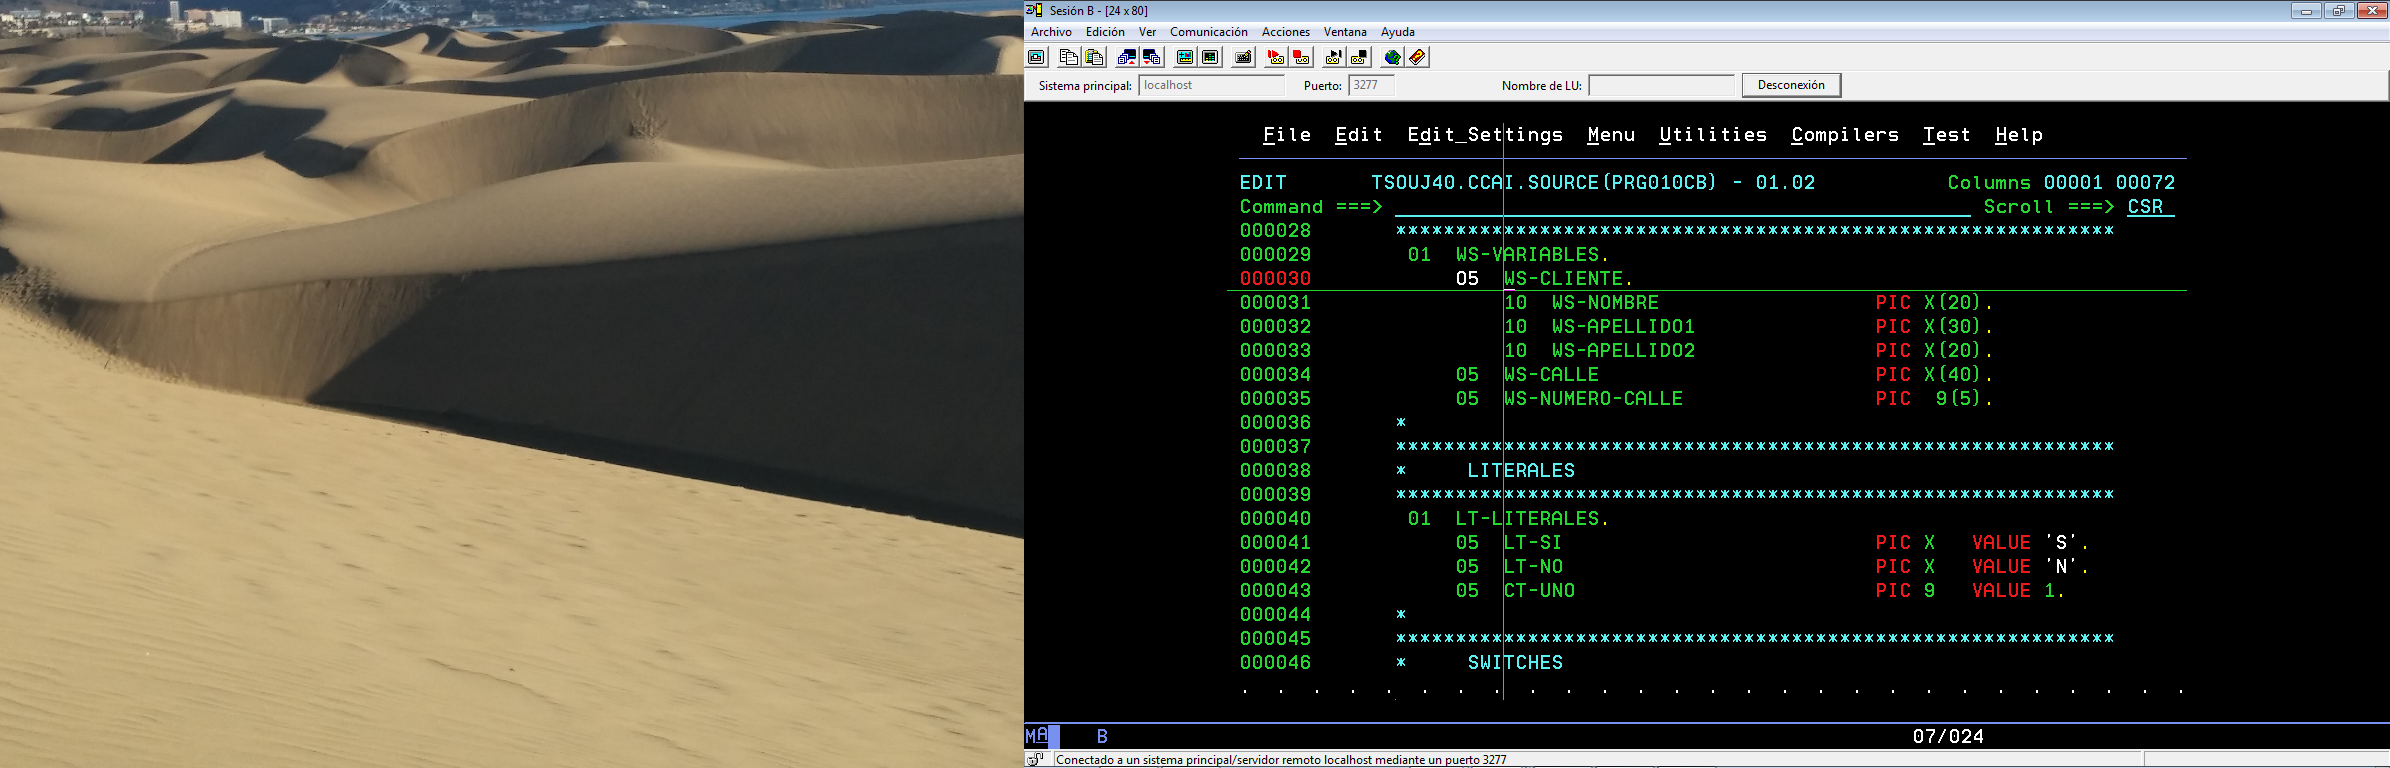 Sesión B - [24 x 80]
Archivo Edición Ver Comunicación Acciones Ventana Ayuda
Sistema principal: localhost Puerto: 3277 Nombre de LU: Desconexión
File Edit Edit_Settings Menu Utilities Compilers Test Help
EDIT TSOUJ40.CCAI.SOURCE(PRG010CB) - 01.02 Columns 00001 00072
Command ===> Scroll ===> CSR
000028 ************************************************************
000029 01 WS-VARIABLES.
000030 05 WS-CLIENTE.
000031 10 WS-NOMBRE PIC X(20).
000032 10 WS-APELLIDO1 PIC X(30).
000033 10 WS-APELLIDO2 PIC X(20).
000034 05 WS-CALLE PIC X(40).
000035 05 WS-NUMERO-CALLE PIC 9(5).
000036 *
000037 ************************************************************
000038 * LITERALES
000039 ************************************************************
000040 01 LT-LITERALES.
000041 05 LT-SI PIC X VALUE 'S'.
000042 05 LT-NO PIC X VALUE 'N'.
000043 05 CT-UNO PIC 9 VALUE 1.
000044 *
000045 ************************************************************
000046 * SWITCHES
. . . . . . . . . . . . . . . . . . . . . . . . . . .
MA B 07/024
Conectado a un sistema principal/servidor remoto localhost mediante un puerto 3277